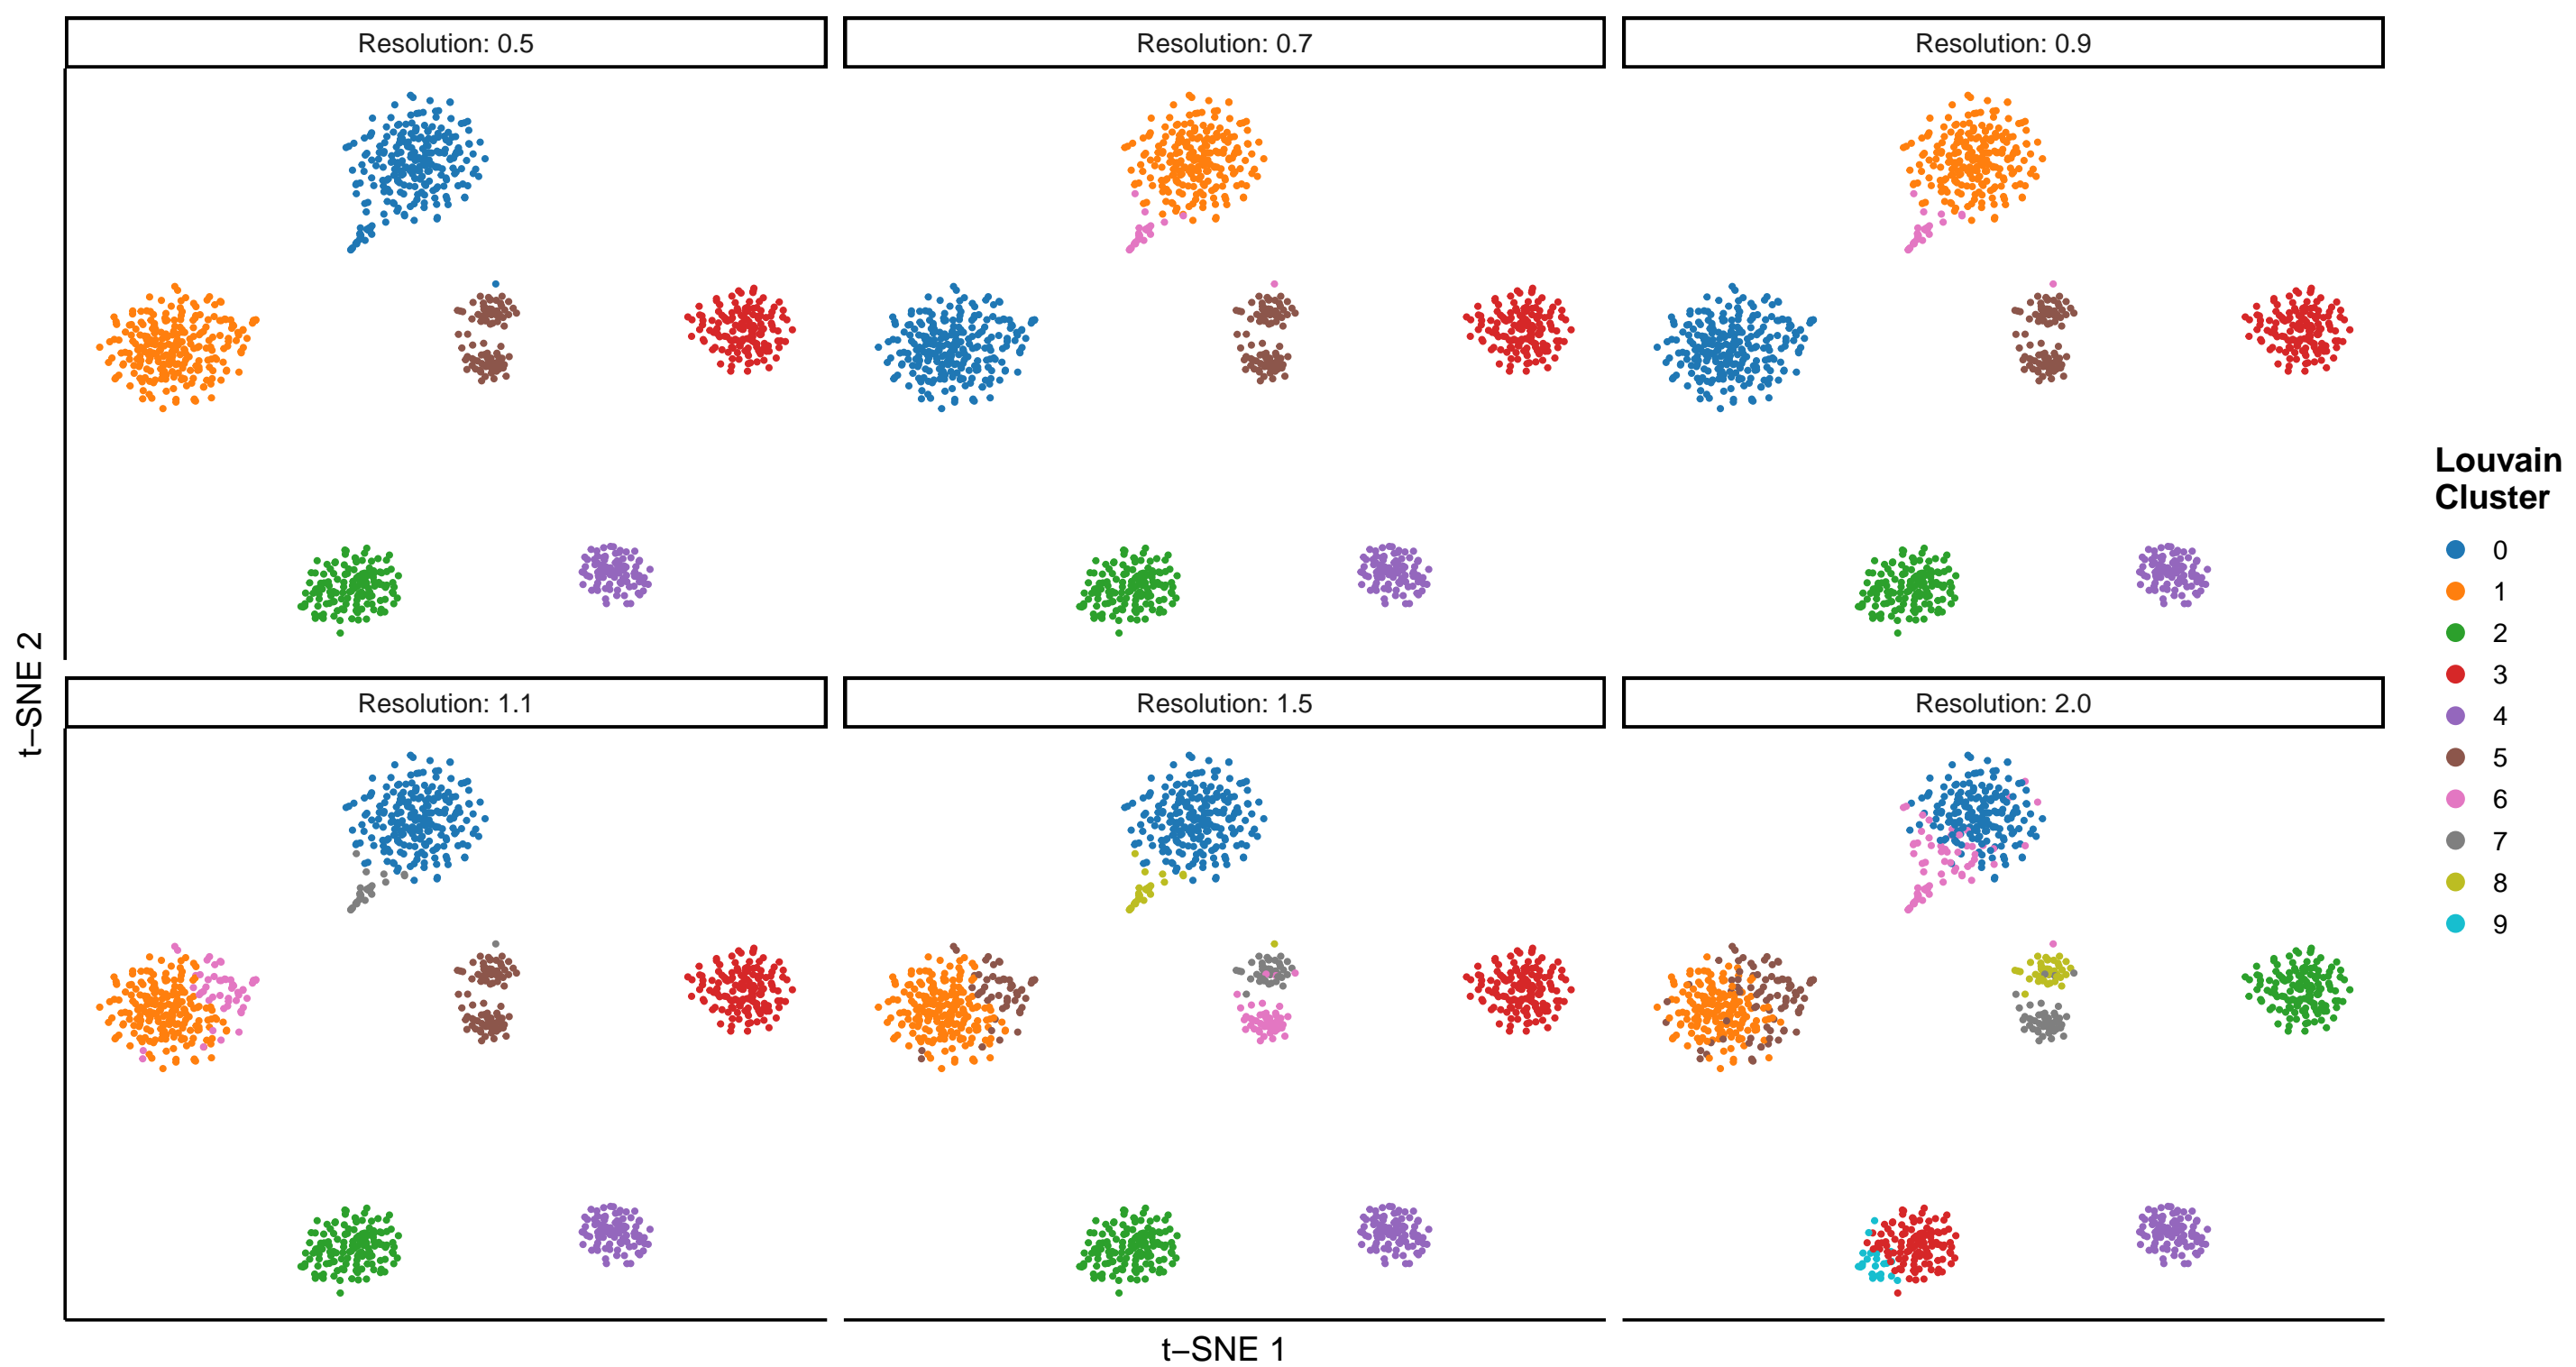 Resolution: 0.5
Resolution: 0.7
Resolution: 0.9
Resolution: 1.1
Resolution: 1.5
Resolution: 2.0
t−SNE 2
t−SNE 1
Louvain
Cluster
0
1
2
3
4
5
6
7
8
9